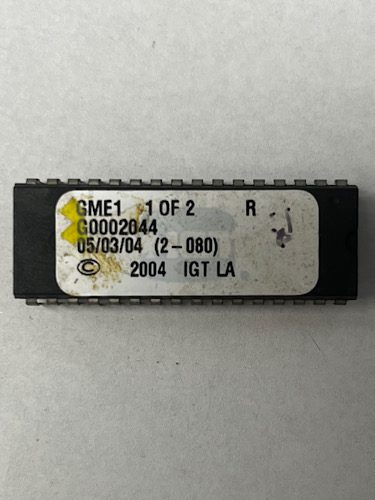 GME1 1 OF 2 R
G0002044
05/03/04 (2-080)
© 2004 IGT LA